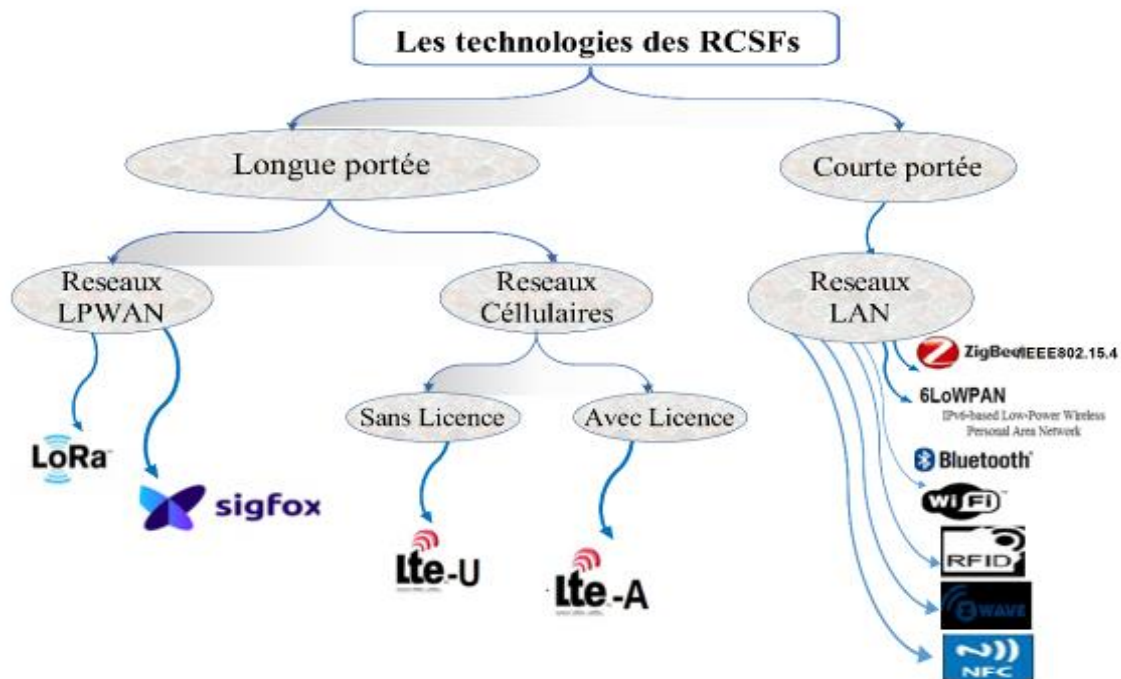 Les technologies des RCSFs
Longue portée
Courte portée
Reseaux
LPWAN
Reseaux
Céllulaires
Reseaux
LAN
Sans Licence
Avec Licence
LoRa
sigfox
Lte-U
Lte-A
ZigBee/IEEE802.15.4
6LoWPAN
IPv6-based Low-Power Wireless
Personal Area Network
Bluetooth
Wi Fi
RFID
Z WAVE
NFC